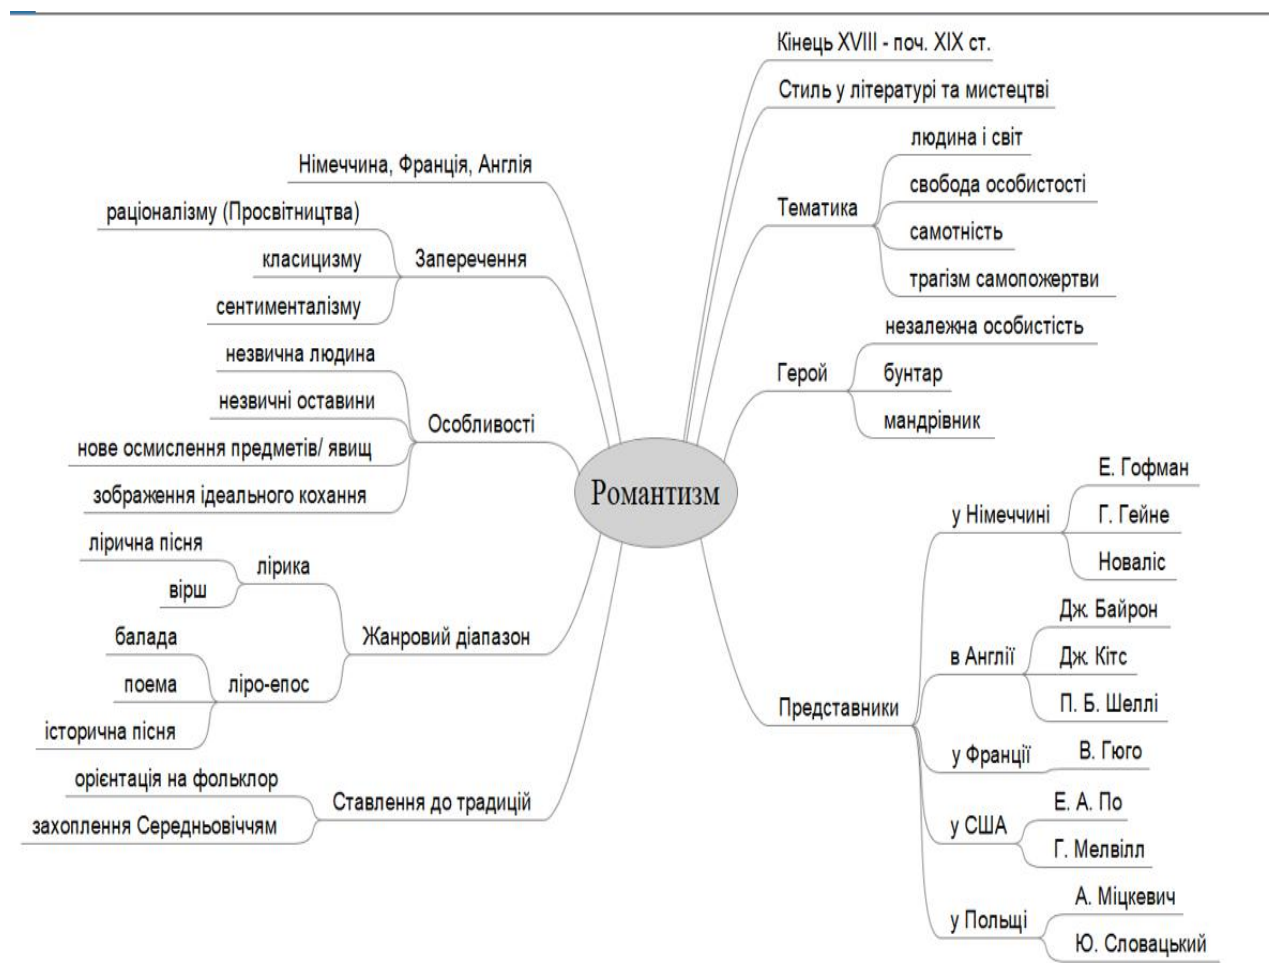 Романтизм
Кінець XVIII - поч. XIX ст.
Стиль у літературі та мистецтві
Тематика
людина і світ
свобода особистості
самотність
трагізм самопожертви
Герой
незалежна особистість
бунтар
мандрівник
Представники
у Німеччині
Е. Гофман
Г. Гейне
Новаліс
в Англії
Дж. Байрон
Дж. Кітс
П. Б. Шеллі
у Франції
В. Гюго
у США
Е. А. По
Г. Мелвілл
у Польщі
А. Міцкевич
Ю. Словацький
Німеччина, Франція, Англія
Заперечення
раціоналізму (Просвітництва)
класицизму
сентименталізму
Особливості
незвична людина
незвичні оставини
нове осмислення предметів/ явищ
зображення ідеального кохання
Жанровий діапазон
лірика
лірична пісня
вірш
ліро-епос
балада
поема
історична пісня
Ставлення до традицій
орієнтація на фольклор
захоплення Середньовіччям